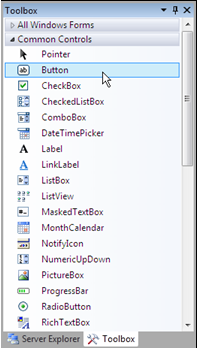 Toolbox
All Windows Forms
Common Controls
Pointer
Button
CheckBox
CheckedListBox
ComboBox
DateTimePicker
Label
LinkLabel
ListBox
ListView
MaskedTextBox
MonthCalendar
NotifyIcon
NumericUpDown
PictureBox
ProgressBar
RadioButton
RichTextBox
Server Explorer Toolbox